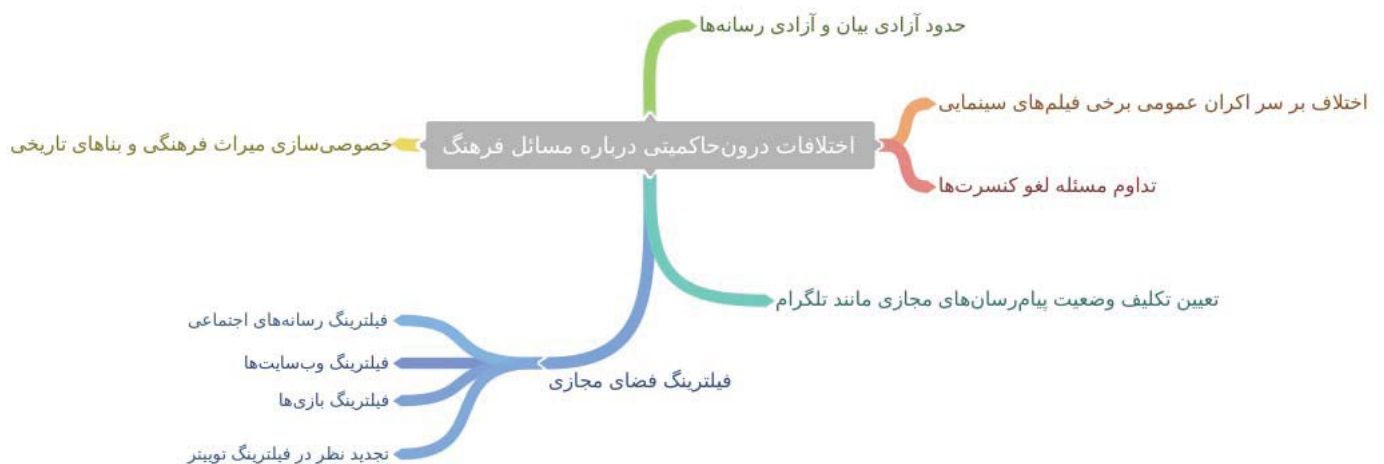 حدود آزادی بیان و آزادی رسانه‌ها
اختلاف بر سر اکران عمومی برخی فیلم‌های سینمایی
اختلافات درون‌حاکمیتی درباره مسائل فرهنگ
خصوصی‌سازی میراث فرهنگی و بناهای تاریخی
تداوم مسئله لغو کنسرت‌ها
تعیین تکلیف وضعیت پیام‌رسان‌های مجازی مانند تلگرام
فیلترینگ فضای مجازی
فیلترینگ رسانه‌های اجتماعی
فیلترینگ وب‌سایت‌ها
فیلترینگ بازی‌ها
تجدید نظر در فیلترینگ توییتر